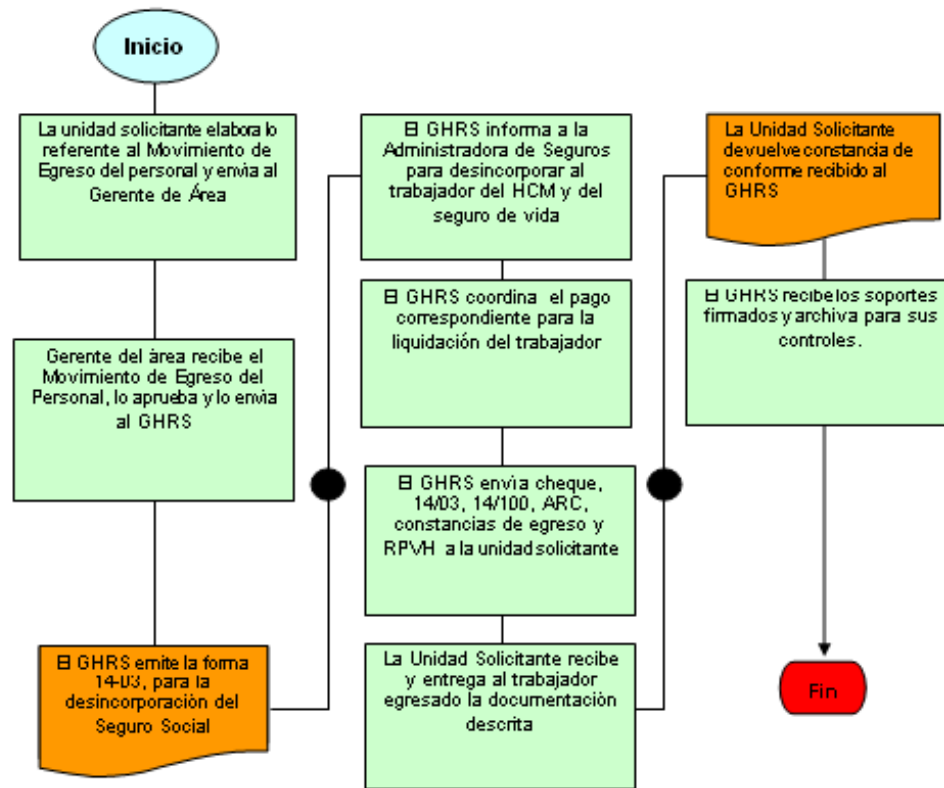 Inicio
La unidad solicitante elabora lo
referente al Movimiento de
Egreso del personal y envia al
Gerente de Área
Gerente del área recibe el
Movimiento de Egreso del
Personal, lo aprueba y lo envia
al GHRS
El GHRS emite la forma
14-03, para la
desincorporación del
Seguro Social
El GHRS informa a la
Administradora de Seguros
para desincorporar al
trabajador del HCM y del
seguro de vida
El GHRS coordina el pago
correspondiente para la
liquidación del trabajador
El GHRS envia cheque,
14/03, 14/100, ARC,
constancias de egreso y
RPVH a la unidad solicitante
La Unidad Solicitante recibe
y entrega al trabajador
egresado la documentación
descrita
La Unidad Solicitante
devuelve constancia de
conforme recibido al
GHRS
El GHRS recibe los soportes
firmados y archiva para sus
controles.
Fin